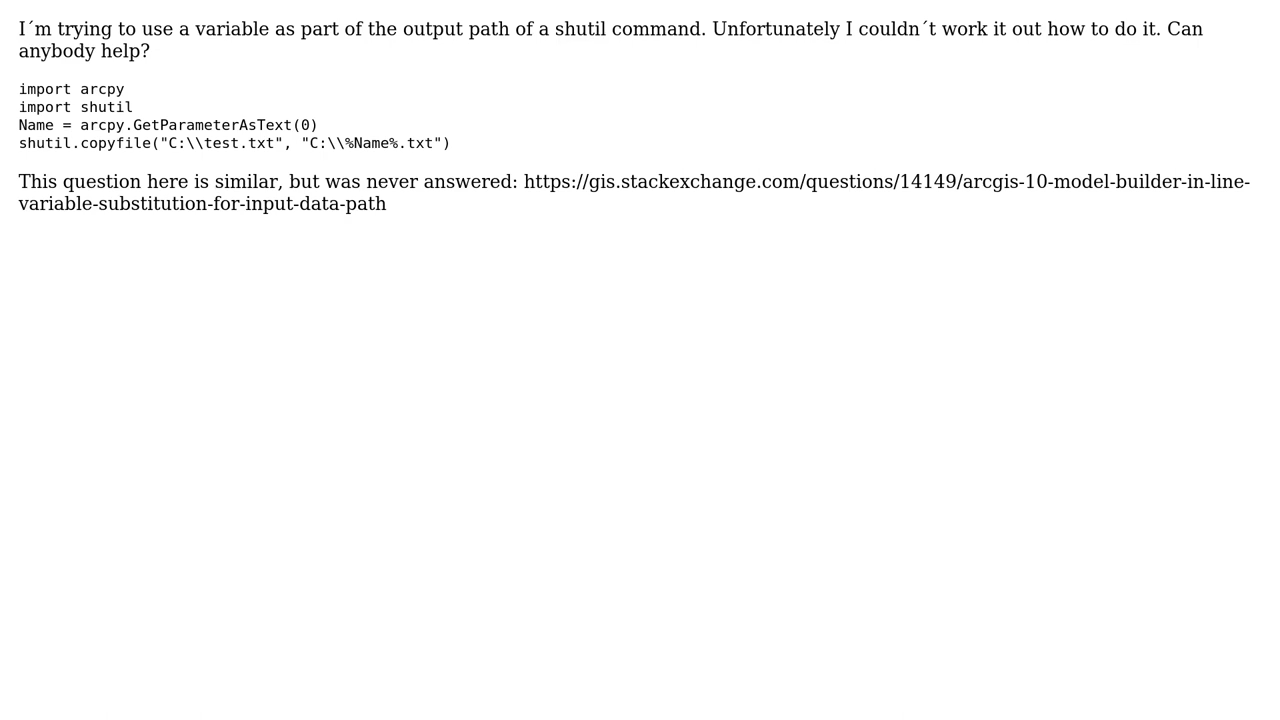 I´m trying to use a variable as part of the output path of a shutil command. Unfortunately I couldn´t work it out how to do it. Can
anybody help?
import arcpy
import shutil
Name = arcpy.GetParameterAsText(0)
shutil.copyfile("C:\\test.txt", "C:\\%Name%.txt")
This question here is similar, but was never answered: https://gis.stackexchange.com/questions/14149/arcgis-10-model-builder-in-line-
variable-substitution-for-input-data-path